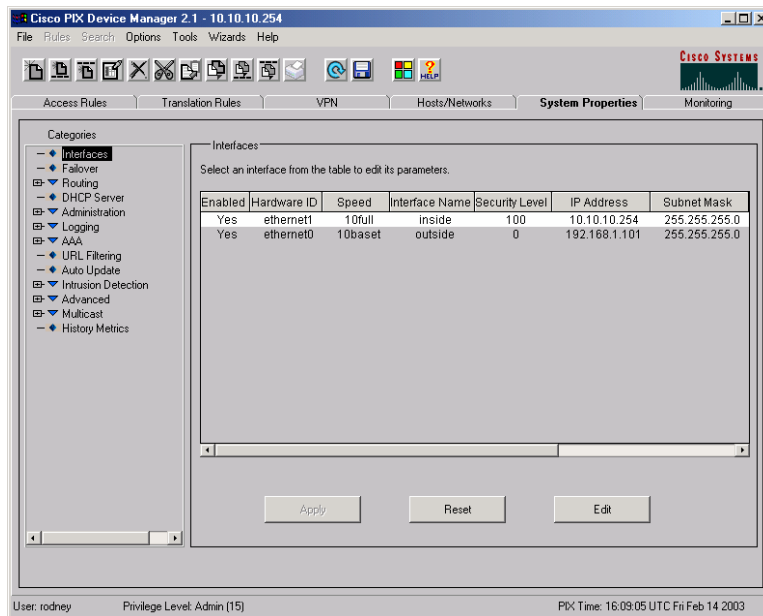 Cisco PIX Device Manager 2.1 - 10.10.10.254
File Rules Search Options Tools Wizards Help
HELP
CISCO SYSTEMS
Access Rules Translation Rules VPN Hosts/Networks System Properties Monitoring
Categories
Interfaces
Failover
Routing
DHCP Server
Administration
Logging
AAA
URL Filtering
Auto Update
Intrusion Detection
Advanced
Multicast
History Metrics
Interfaces
Select an interface from the table to edit its parameters.
Enabled Hardware ID Speed Interface Name Security Level IP Address Subnet Mask
Yes ethernet1 10full inside 100 10.10.10.254 255.255.255.0
Yes ethernet0 10baset outside 0 192.168.1.101 255.255.255.0
Apply Reset Edit
User: rodney Privilege Level: Admin (15) PIX Time: 16:09:05 UTC Fri Feb 14 2003